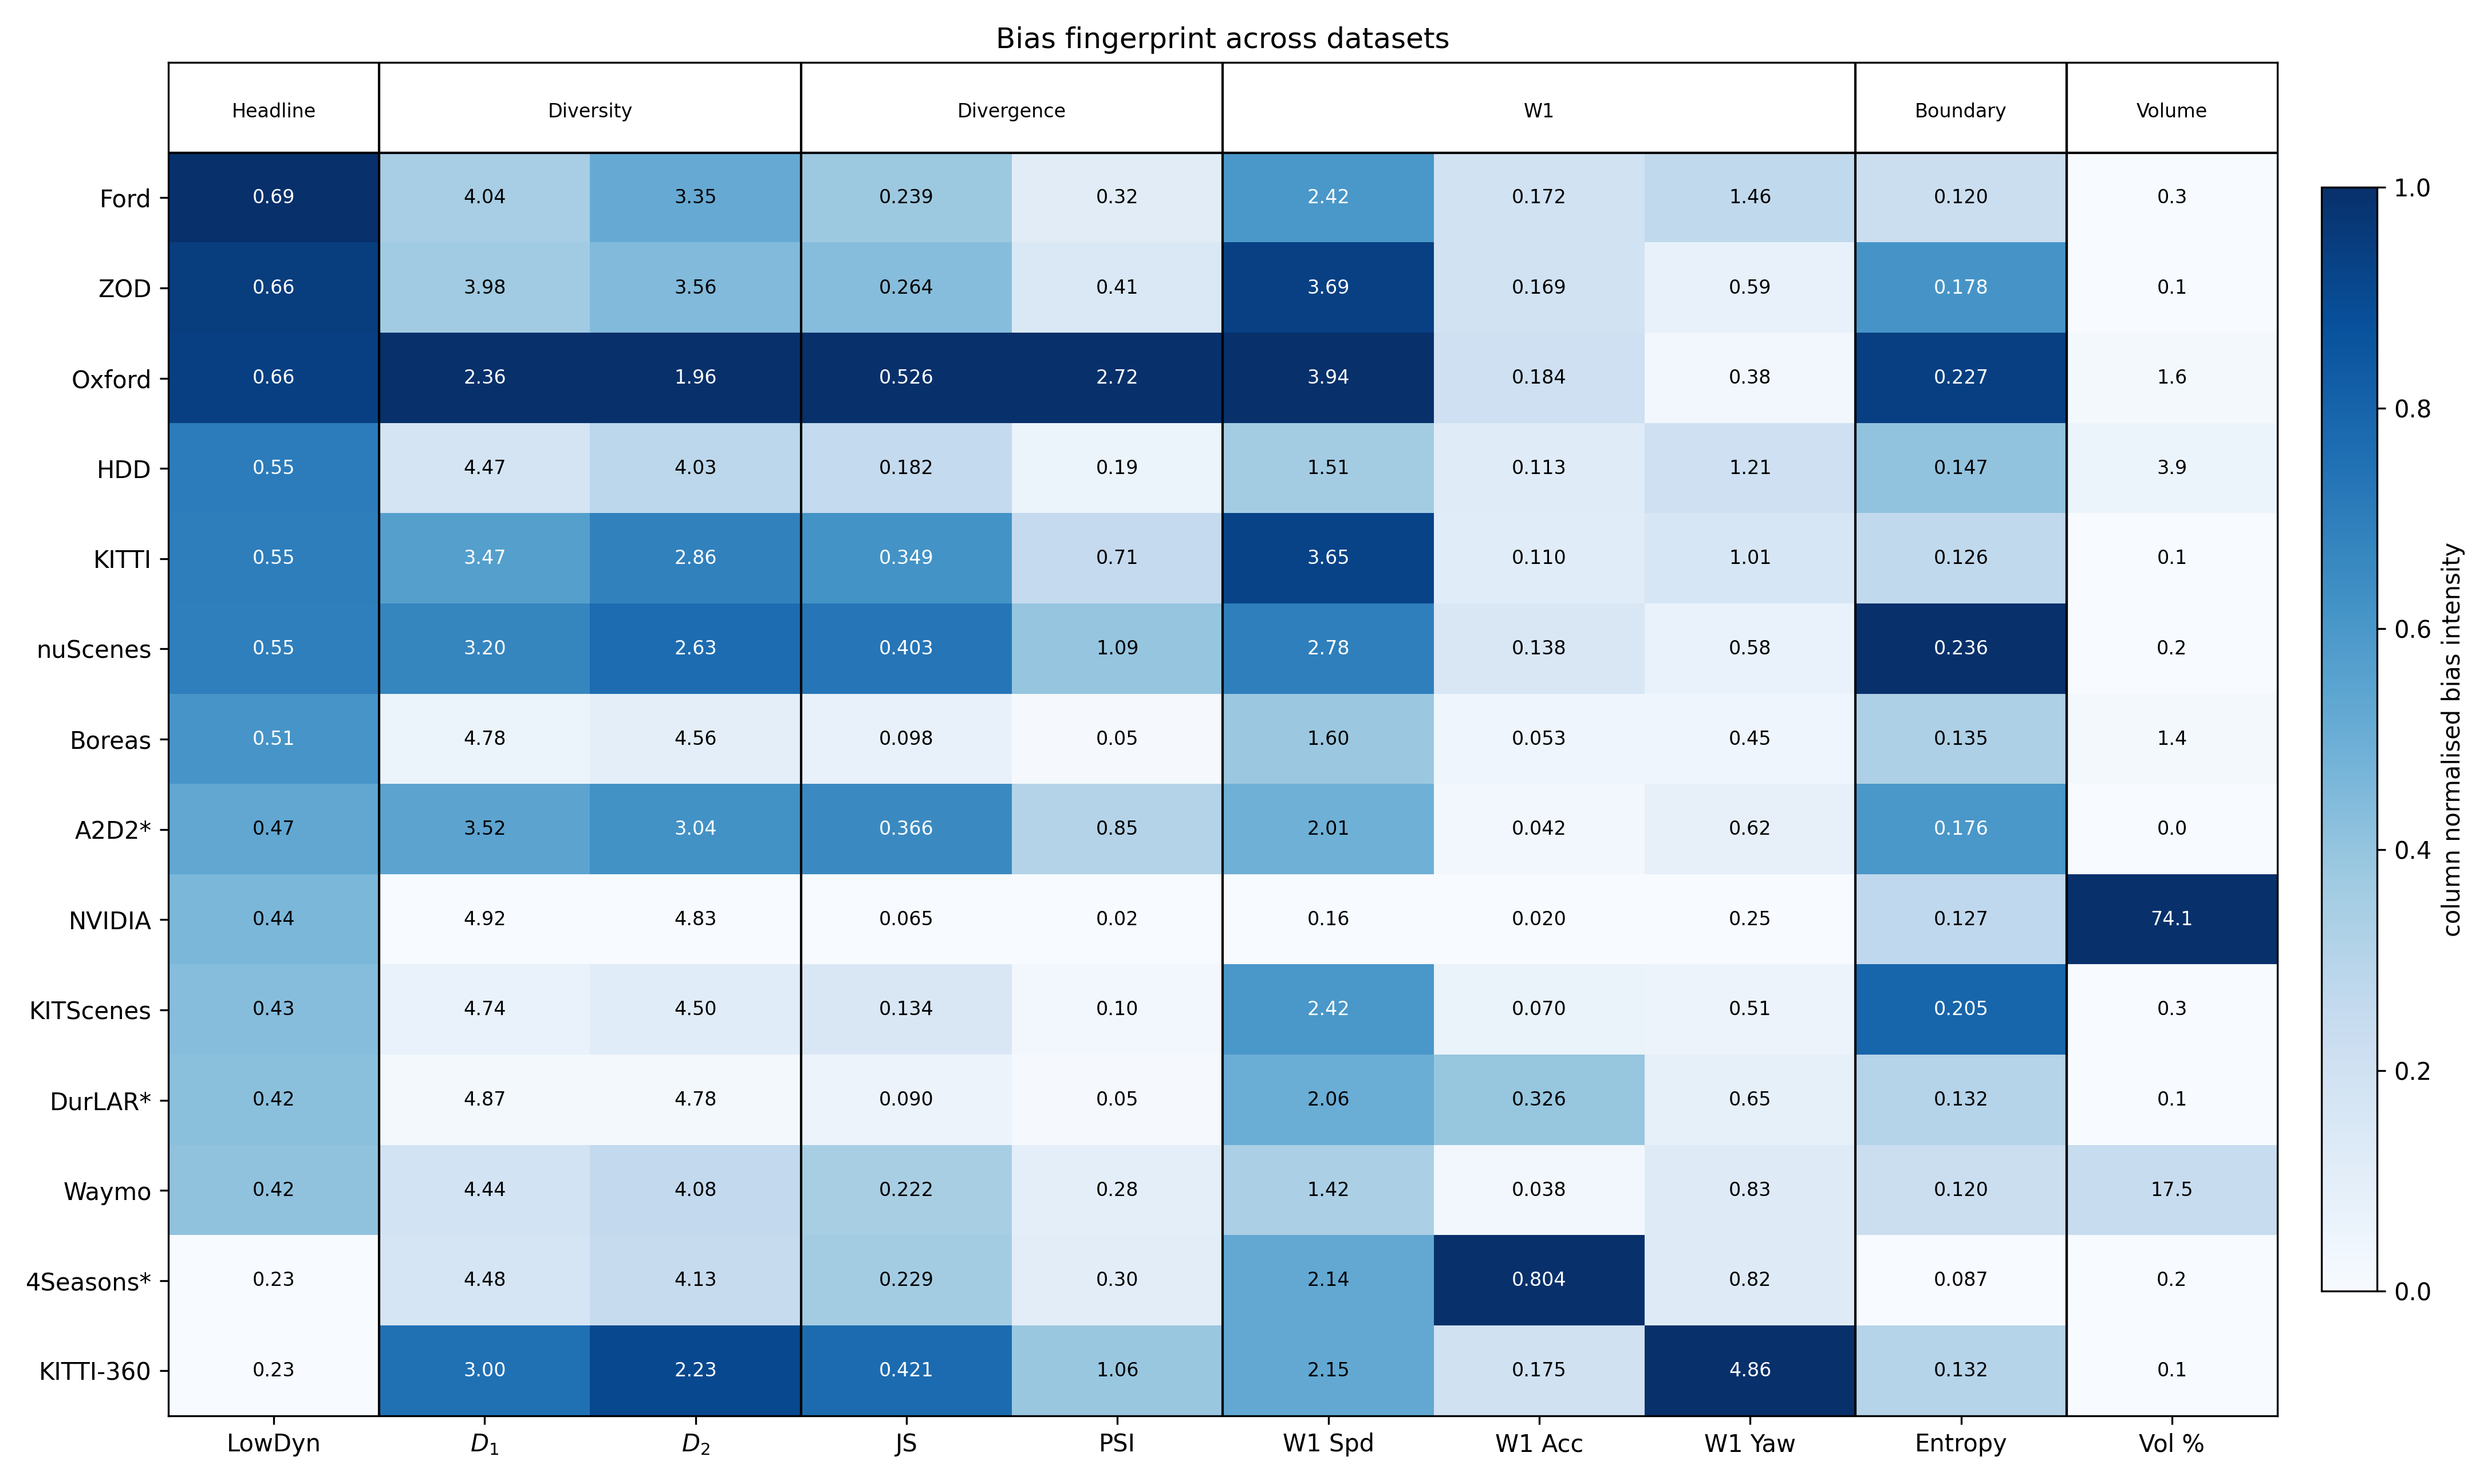 Bias fingerprint across datasets
Headline Diversity Divergence W1 Boundary Volume
Ford 0.69 4.04 3.35 0.239 0.32 2.42 0.172 1.46 0.120 0.3
ZOD 0.66 3.98 3.56 0.264 0.41 3.69 0.169 0.59 0.178 0.1
Oxford 0.66 2.36 1.96 0.526 2.72 3.94 0.184 0.38 0.227 1.6
HDD 0.55 4.47 4.03 0.182 0.19 1.51 0.113 1.21 0.147 3.9
KITTI 0.55 3.47 2.86 0.349 0.71 3.65 0.110 1.01 0.126 0.1
nuScenes 0.55 3.20 2.63 0.403 1.09 2.78 0.138 0.58 0.236 0.2
Boreas 0.51 4.78 4.56 0.098 0.05 1.60 0.053 0.45 0.135 1.4
A2D2* 0.47 3.52 3.04 0.366 0.85 2.01 0.042 0.62 0.176 0.0
NVIDIA 0.44 4.92 4.83 0.065 0.02 0.16 0.020 0.25 0.127 74.1
KITScenes 0.43 4.74 4.50 0.134 0.10 2.42 0.070 0.51 0.205 0.3
DurLAR* 0.42 4.87 4.78 0.090 0.05 2.06 0.326 0.65 0.132 0.1
Waymo 0.42 4.44 4.08 0.222 0.28 1.42 0.038 0.83 0.120 17.5
4Seasons* 0.23 4.48 4.13 0.229 0.30 2.14 0.804 0.82 0.087 0.2
KITTI-360 0.23 3.00 2.23 0.421 1.06 2.15 0.175 4.86 0.132 0.1
LowDyn D₁ D₂ JS PSI W1 Spd W1 Acc W1 Yaw Entropy Vol %
1.0
0.8
0.6
0.4
0.2
0.0
column normalised bias intensity